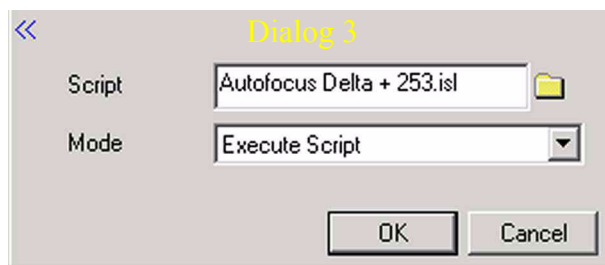 Dialog 3
Script Autofocus Delta + 253.isl
Mode Execute Script
OK Cancel